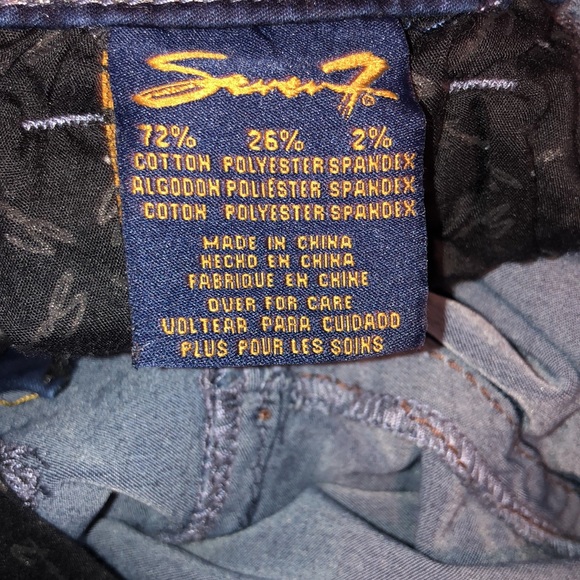 Seven7®
72% 26% 2%
COTTON POLYESTER SPANDEX
ALGODON POLIÉSTER SPANDEX
COTON POLYESTER SPANDEX
MADE IN CHINA
HECHO EN CHINA
FABRIQUE EN CHINE
OVER FOR CARE
VOLTEAR PARA CUIDADO
PLUS POUR LES SOINS